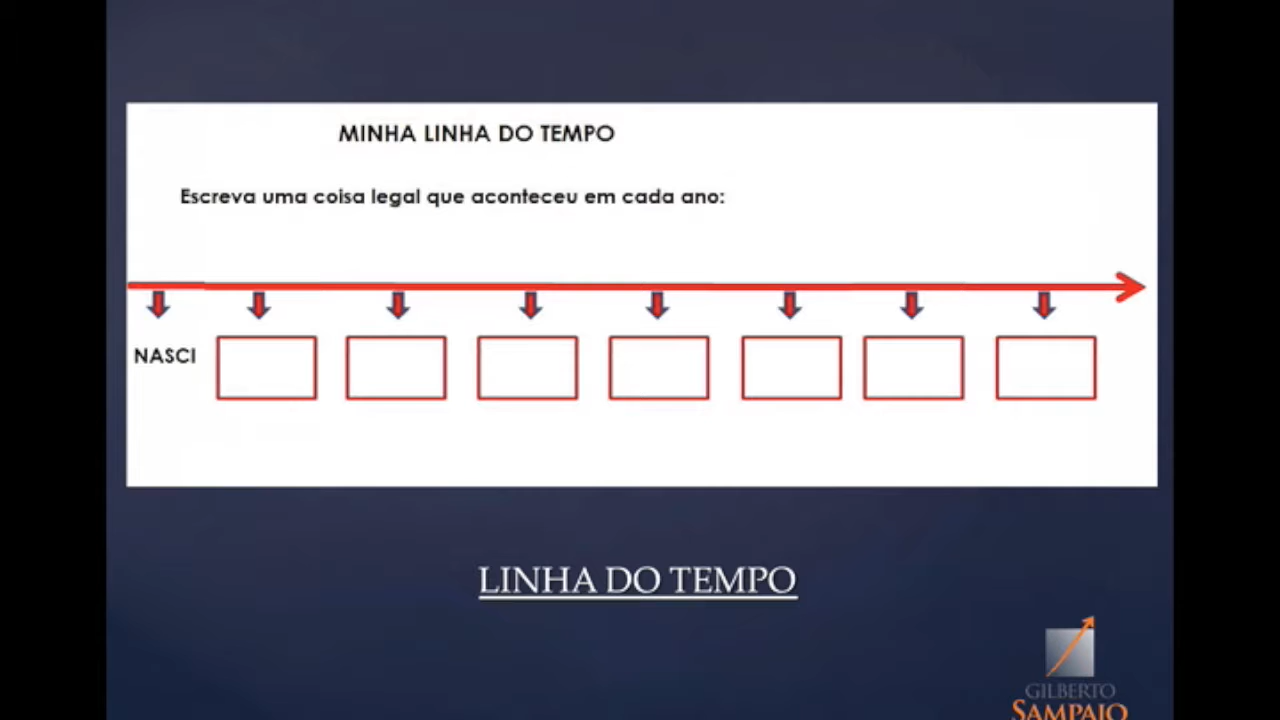 MINHA LINHA DO TEMPO
Escreva uma coisa legal que aconteceu em cada ano:
NASCI
LINHA DO TEMPO
GILBERTO
SAMPAIO